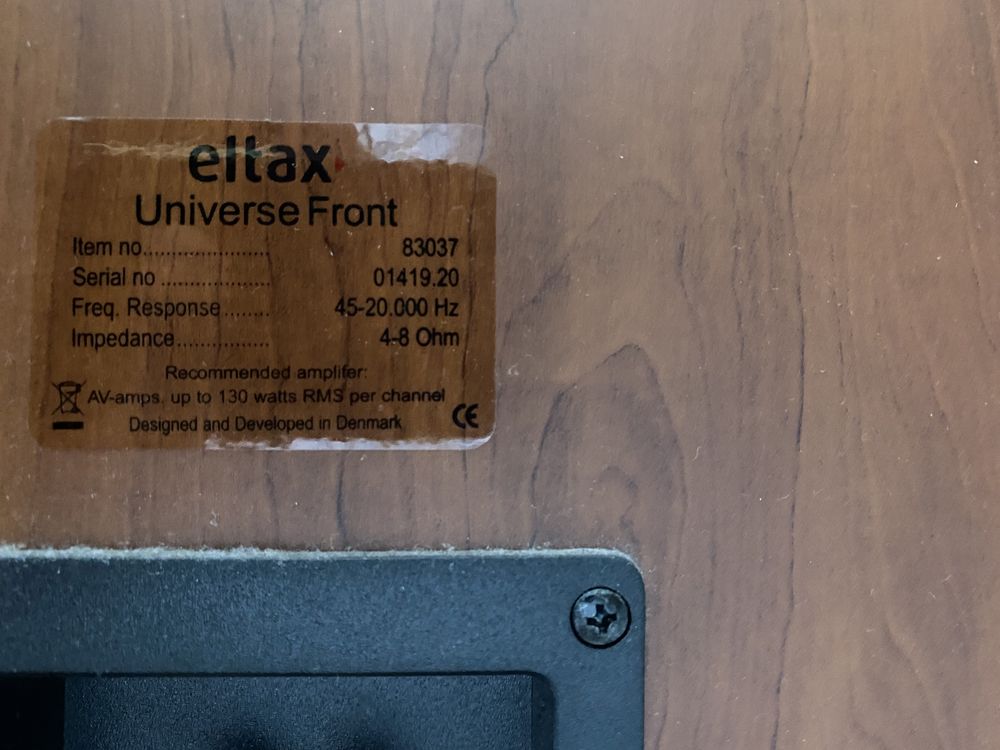 eltax
Universe Front
Item no...................... 83037
Serial no ................... 01419.20
Freq. Response........ 45-20.000 Hz
Impedance................ 4-8 Ohm
Recommended amplifer:
AV-amps. up to 130 watts RMS per channel
Designed and Developed in Denmark
CE